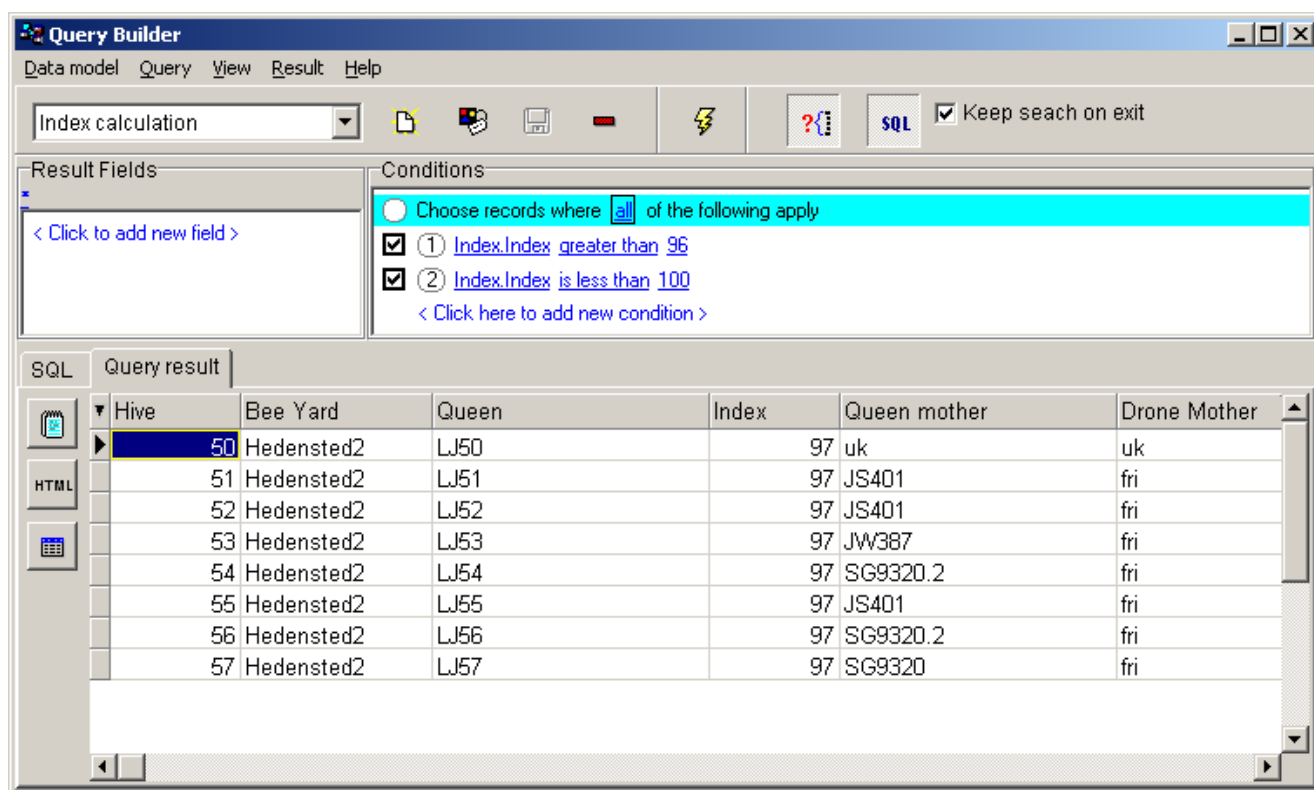 Query Builder
Data model Query View Result Help
Index calculation ?{ SQL Keep seach on exit
Result Fields
*
< Click to add new field >
Conditions
Choose records where all of the following apply
1 Index.Index greater than 96
2 Index.Index is less than 100
< Click here to add new condition >
SQL Query result
HTML
Hive Bee Yard Queen Index Queen mother Drone Mother
50 Hedensted2 LJ50 97 uk uk
51 Hedensted2 LJ51 97 JS401 fri
52 Hedensted2 LJ52 97 JS401 fri
53 Hedensted2 LJ53 97 JW387 fri
54 Hedensted2 LJ54 97 SG9320.2 fri
55 Hedensted2 LJ55 97 JS401 fri
56 Hedensted2 LJ56 97 SG9320.2 fri
57 Hedensted2 LJ57 97 SG9320 fri